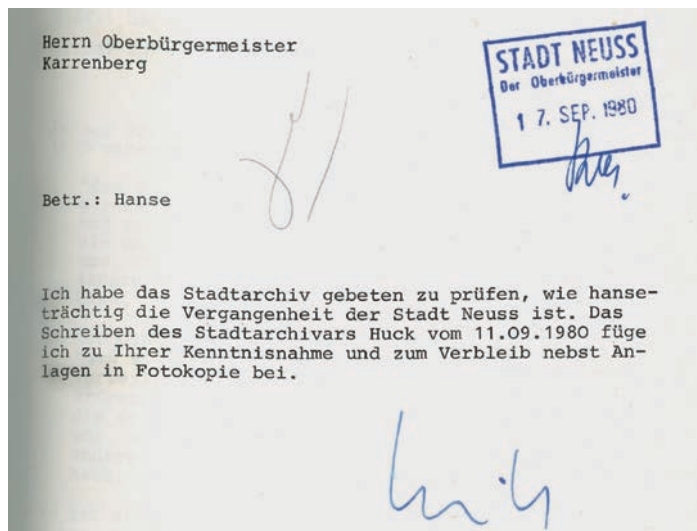 Herrn Oberbürgermeister
Karrenberg
STADT NEUSS
Der Oberbürgermeister
17. SEP. 1980
Betr.: Hanse
Ich habe das Stadtarchiv gebeten zu prüfen, wie hanse-
trächtig die Vergangenheit der Stadt Neuss ist. Das
Schreiben des Stadtarchivars Huck vom 11.09.1980 füge
ich zu Ihrer Kenntnisnahme und zum Verbleib nebst An-
lagen in Fotokopie bei.